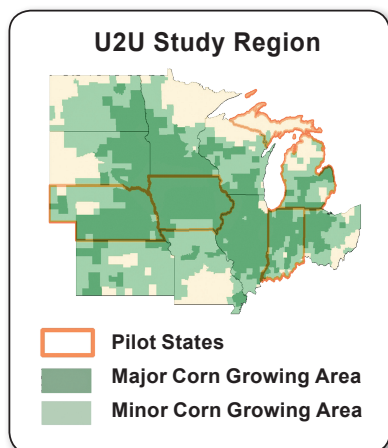 U2U Study Region
Pilot States
Major Corn Growing Area
Minor Corn Growing Area